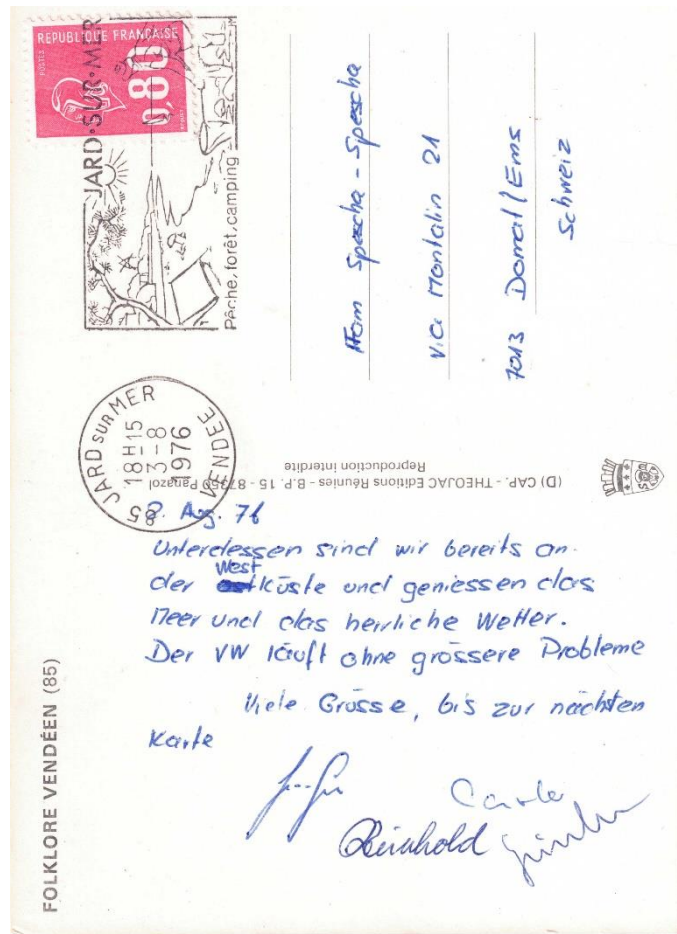 REPUBLIQUE FRANÇAISE
POSTES
0,80
JARD·SUR·MER
Pêche, forêt, camping
85 JARD SUR MER
18H15
3-8
1976
VENDEE
Fam Spescha - Spescha
Via Montalin 21
7013 Domat/Ems
Schweiz
(D) CAP. - THEOJAC Editions Réunies - B.P. 15 - 87350 Panazol
Reproduction interdite
3. Aug. 76
Unterdessen sind wir bereits an
der Westküste und geniessen das
Meer und das herrliche Wetter.
Der VW läuft ohne grössere Probleme
Viele Grüsse, bis zur nächsten
Karte
Carla
Reinhold
FOLKLORE VENDÉEN (85)